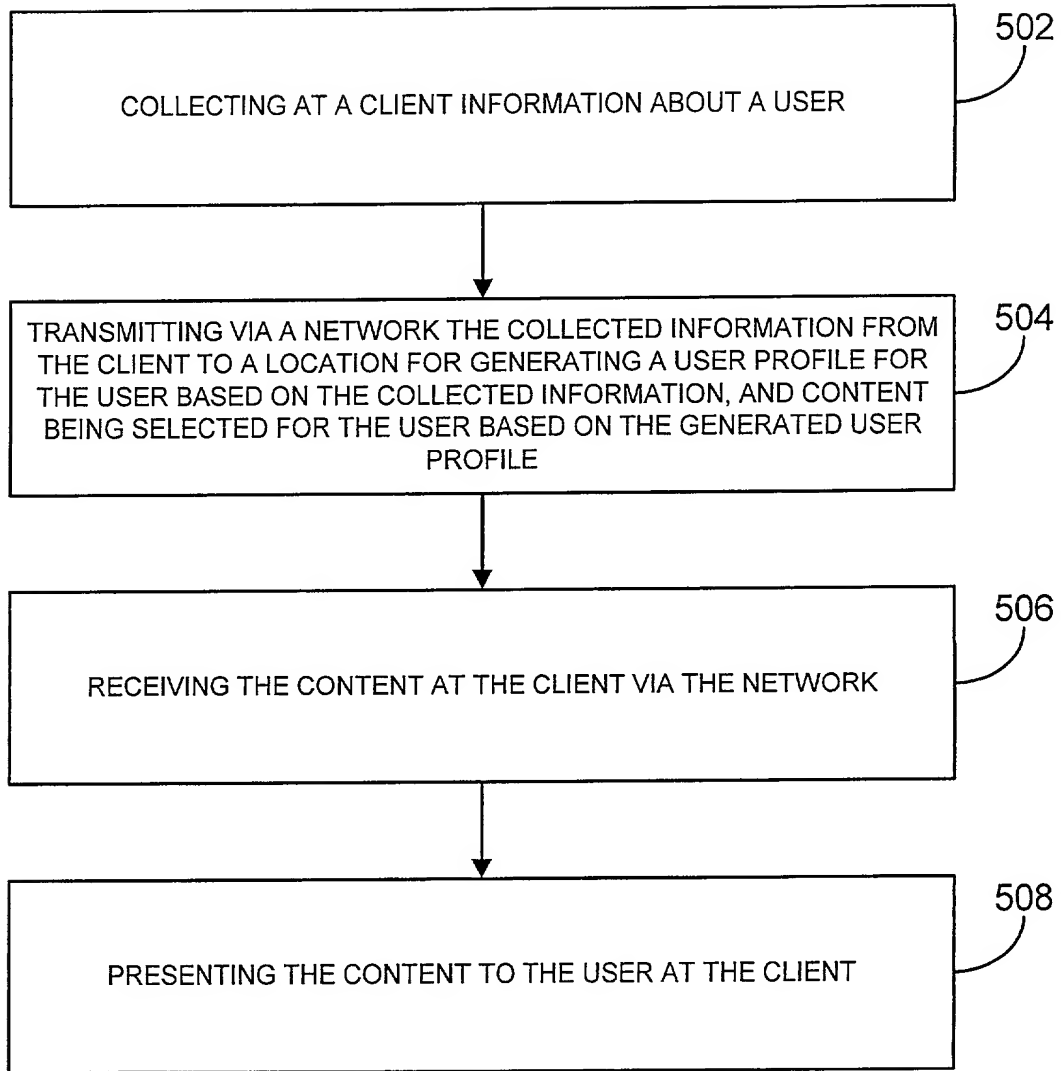 502
COLLECTING AT A CLIENT INFORMATION ABOUT A USER
504
TRANSMITTING VIA A NETWORK THE COLLECTED INFORMATION FROM
THE CLIENT TO A LOCATION FOR GENERATING A USER PROFILE FOR
THE USER BASED ON THE COLLECTED INFORMATION, AND CONTENT
BEING SELECTED FOR THE USER BASED ON THE GENERATED USER
PROFILE
506
RECEIVING THE CONTENT AT THE CLIENT VIA THE NETWORK
508
PRESENTING THE CONTENT TO THE USER AT THE CLIENT